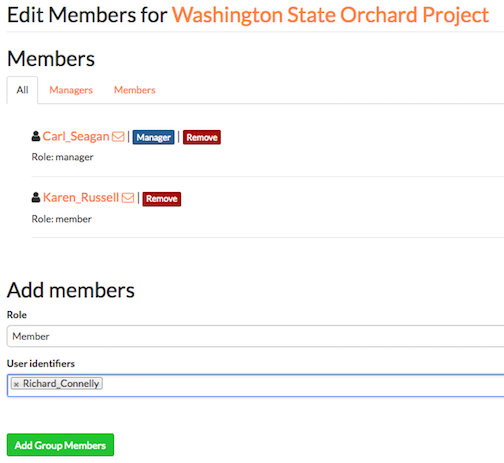 Edit Members for Washington State Orchard Project
Members
All Managers Members
Carl_Seagan | Manager | Remove
Role: manager
Karen_Russell | Remove
Role: member
Add members
Role
Member
User identifiers
× Richard_Connelly
Add Group Members